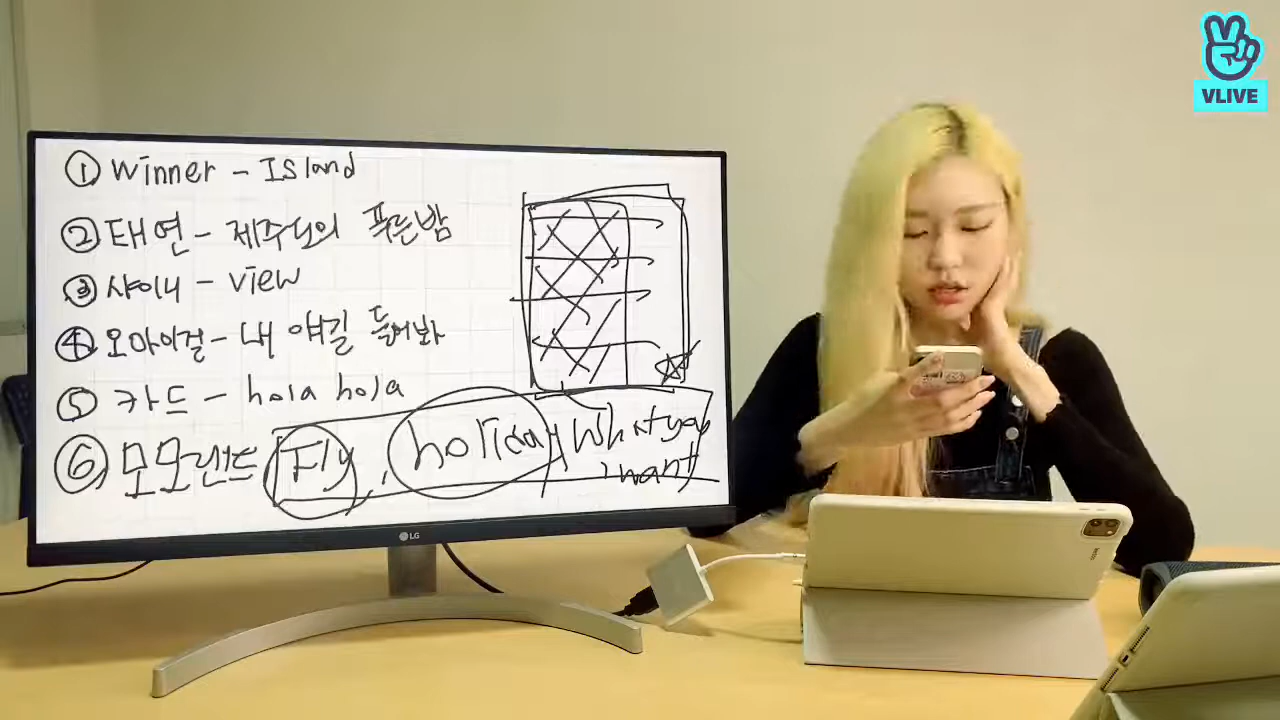 ① Winner - Island
② 태연 - 제주도의 푸른밤
③ 샤이니 - view
④ 오마이걸 - 내 얘길 들어봐
⑤ 카드 - hola hola
⑥ 모모랜드 Fly, holiday, What you want
LG
VLIVE